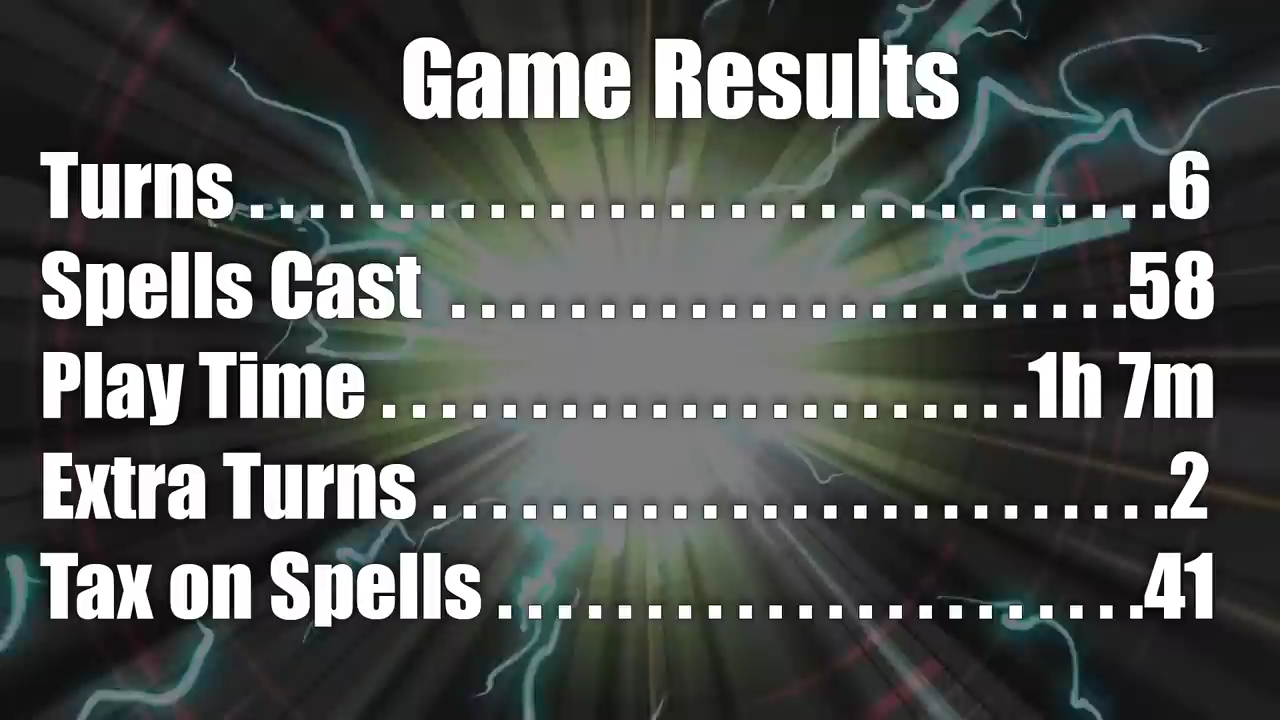 Game Results
Turns...............................6
Spells Cast .......................58
Play Time ......................1h 7m
Extra Turns .........................2
Tax on Spells ......................41